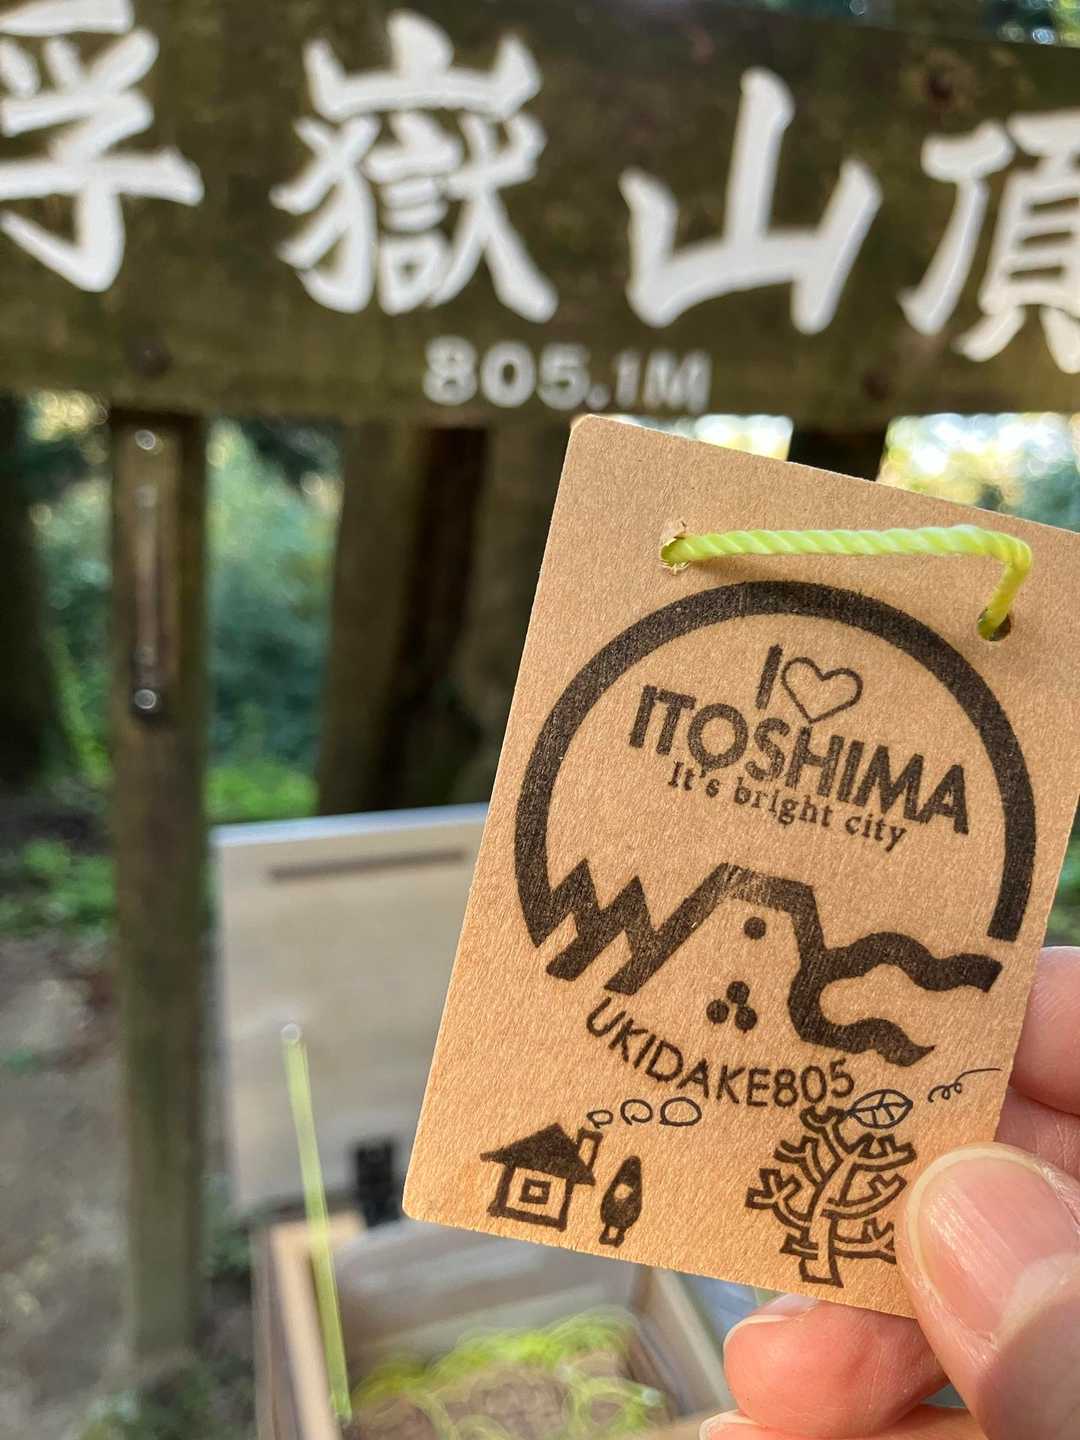 浮嶽山頂
805.1M
I♡
ITOSHIMA
It's bright city
UKIDAKE805